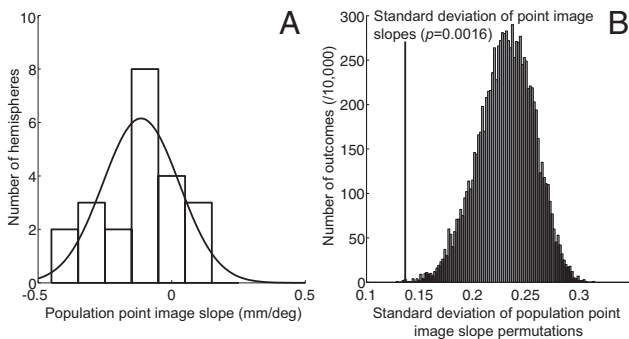 A
10
8
6
4
2
0
Number of hemispheres
-0.5
0
0.5
Population point image slope (mm/deg)
B
Standard deviation of point image
slopes (p=0.0016)
300
250
200
150
100
50
0
Number of outcomes (/10,000)
0.1
0.15
0.2
0.25
0.3
Standard deviation of population point
image slope permutations